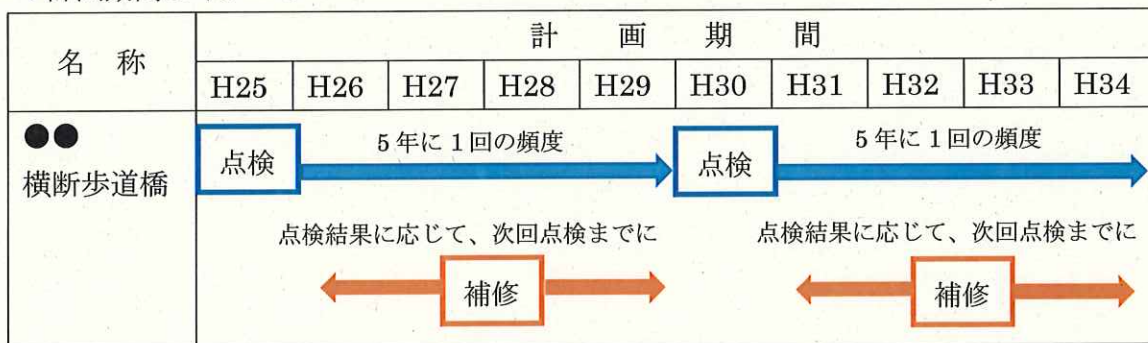 名 称
計 画 期 間
H25 H26 H27 H28 H29 H30 H31 H32 H33 H34
●●
横断歩道橋
点検
5年に1回の頻度
点検
5年に1回の頻度
点検結果に応じて、次回点検までに
点検結果に応じて、次回点検までに
補修
補修